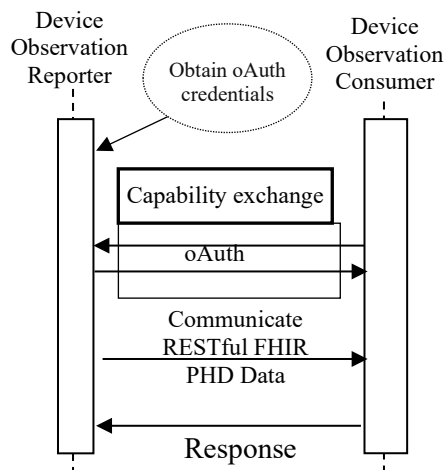 Device
Observation
Reporter
Obtain oAuth
credentials
Device
Observation
Consumer
Capability exchange
oAuth
Communicate
RESTful FHIR
PHD Data
Response